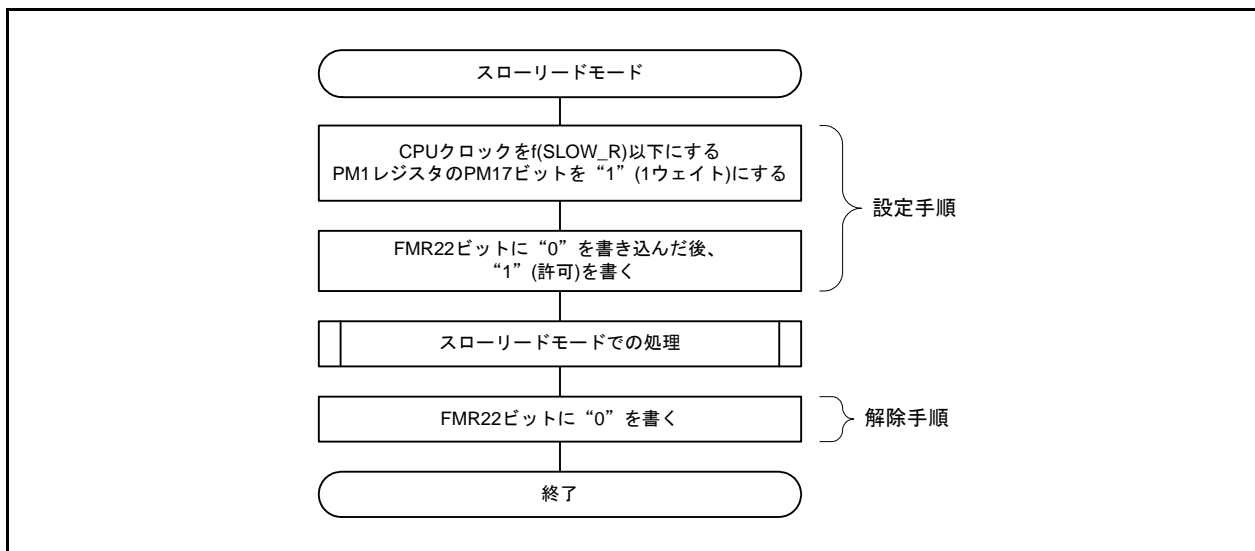 スローリードモード
CPUクロックをf(SLOW_R)以下にする
PM1レジスタのPM17ビットを“1”(1ウェイト)にする
設定手順
FMR22ビットに“0”を書き込んだ後、
“1”(許可)を書く
スローリードモードでの処理
FMR22ビットに“0”を書く
解除手順
終了